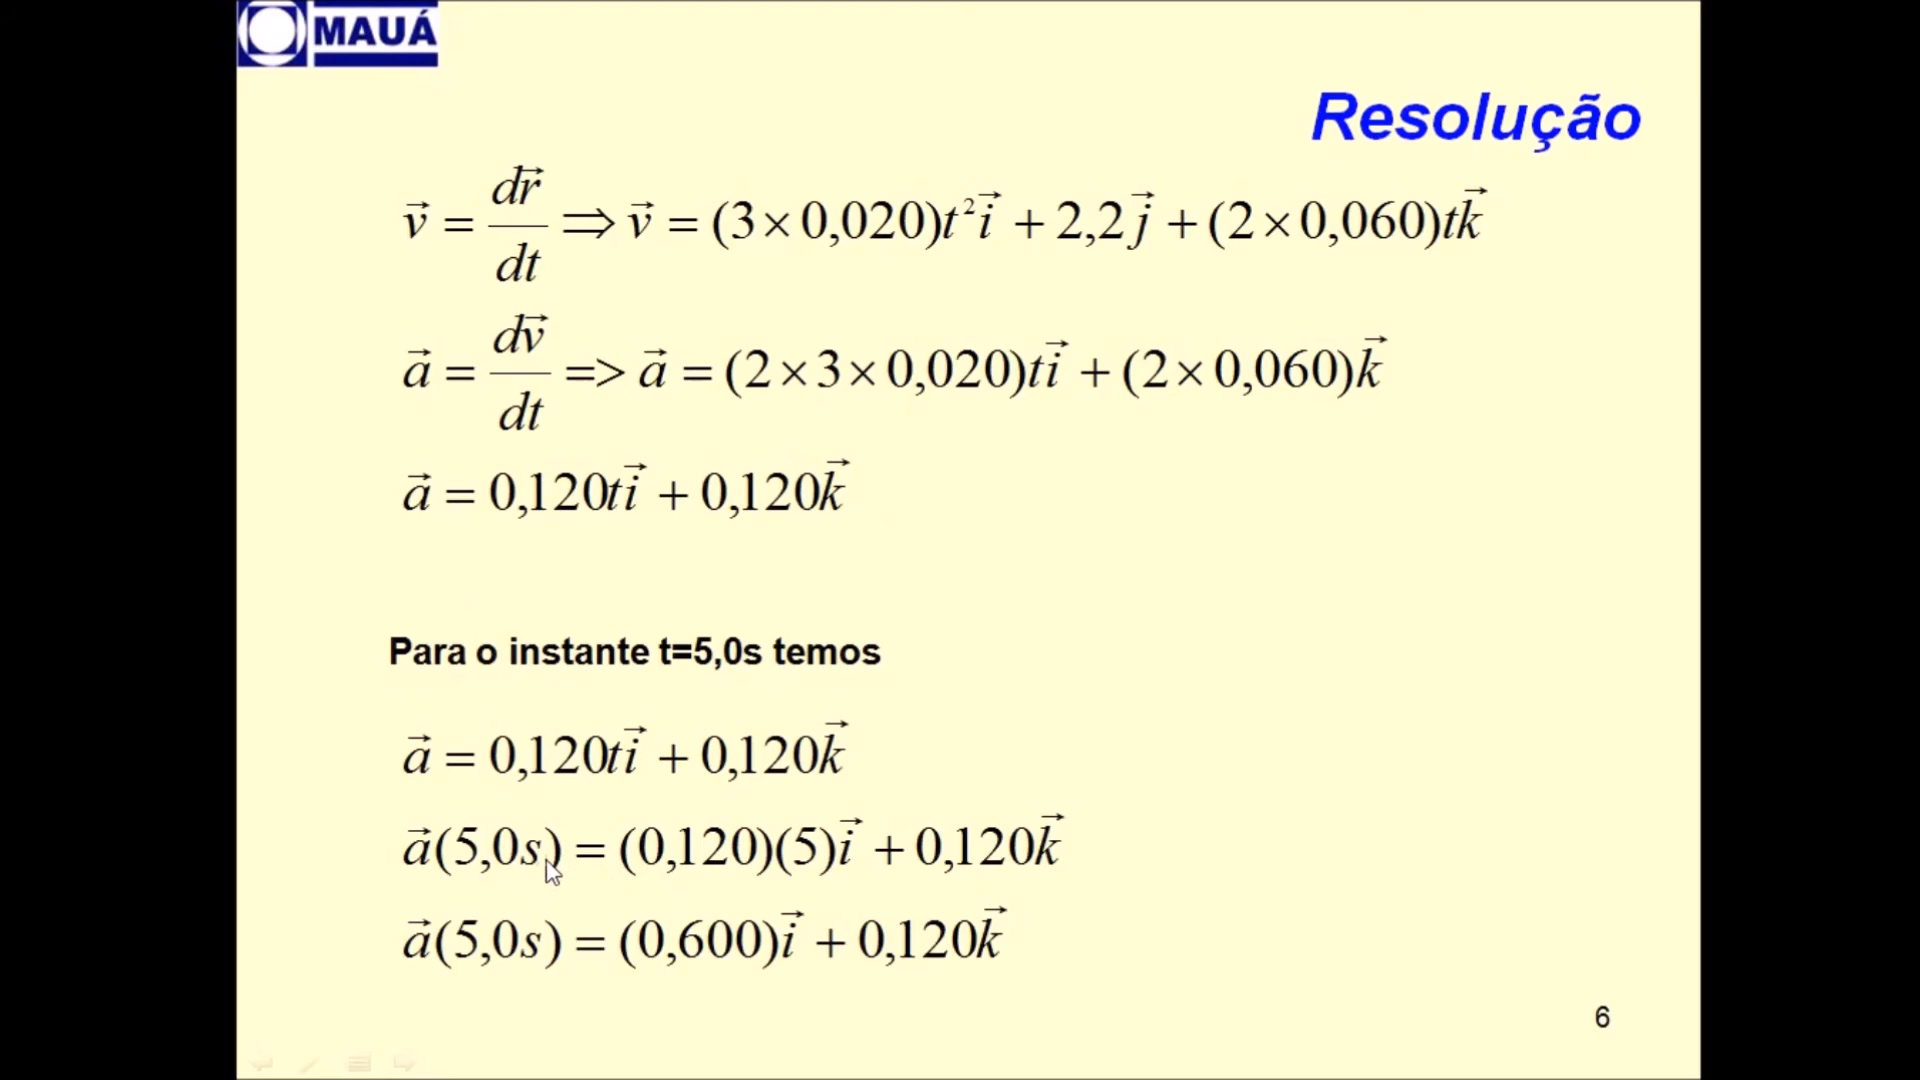 MAUÁ
Resolução
v⃗ = dr⃗/dt ⇒ v⃗ = (3×0,020)t²i⃗ + 2,2j⃗ + (2×0,060)tk⃗
a⃗ = dv⃗/dt => a⃗ = (2×3×0,020)ti⃗ + (2×0,060)k⃗
a⃗ = 0,120ti⃗ + 0,120k⃗
Para o instante t=5,0s temos
a⃗ = 0,120ti⃗ + 0,120k⃗
a⃗(5,0s) = (0,120)(5)i⃗ + 0,120k⃗
a⃗(5,0s) = (0,600)i⃗ + 0,120k⃗
6